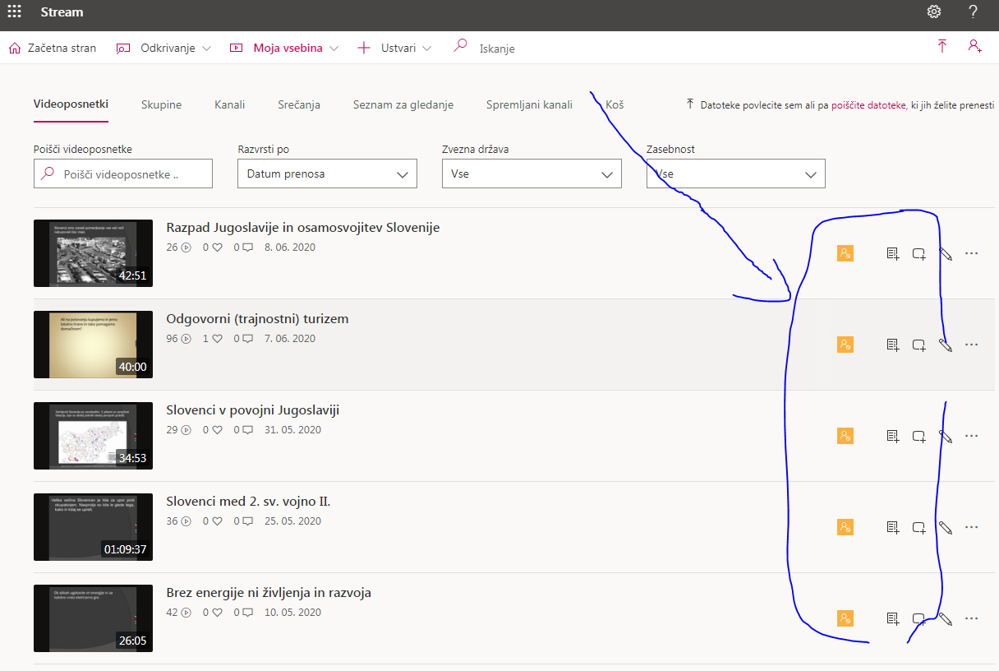 Stream
?
Začetna stran Odkrivanje Moja vsebina Ustvari Iskanje
Videoposnetki Skupine Kanali Srečanja Seznam za gledanje Spremljani kanali Koš Datoteke povlecite sem ali pa poiščite datoteke, ki jih želite prenesti
Poišči videoposnetke Razvrsti po Zvezna država Zasebnost
Poišči videoposnetke .. Datum prenosa Vse Vse
Razpad Jugoslavije in osamosvojitev Slovenije
26 0 0 8. 06. 2020
42:51
Odgovorni (trajnostni) turizem
96 1 0 7. 06. 2020
40:00
Slovenci v povojni Jugoslaviji
29 0 0 31. 05. 2020
34:53
Slovenci med 2. sv. vojno II.
36 0 0 25. 05. 2020
01:09:37
Brez energije ni življenja in razvoja
42 0 0 10. 05. 2020
26:05